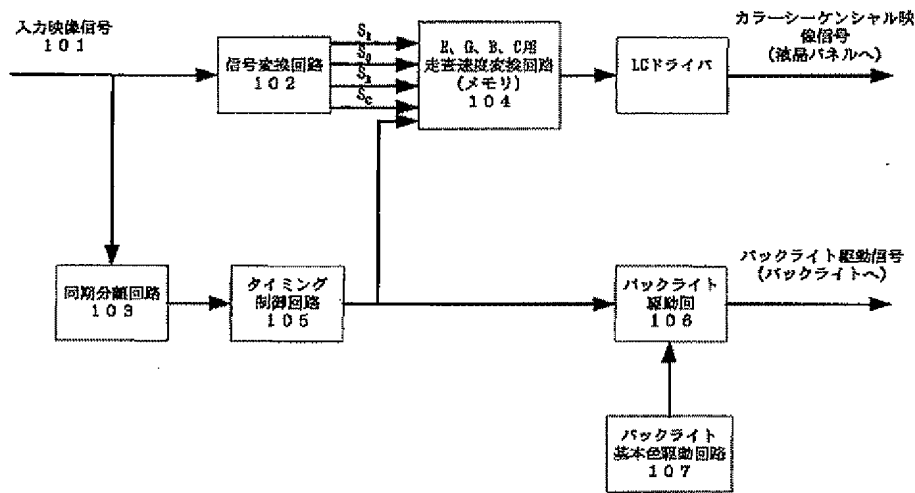 入力映像信号
101
信号変換回路
102
S_R
S_g
S_R
S_C
R、G、B、C用
走査速度変換回路
(メモリ)
104
LCドライバ
カラーシーケンシャル映
像信号
(液晶パネルへ)
同期分離回路
103
タイミング
制御回路
105
バックライト
駆動回
106
バックライト駆動信号
(バックライトへ)
バックライト
基本色駆動回路
107